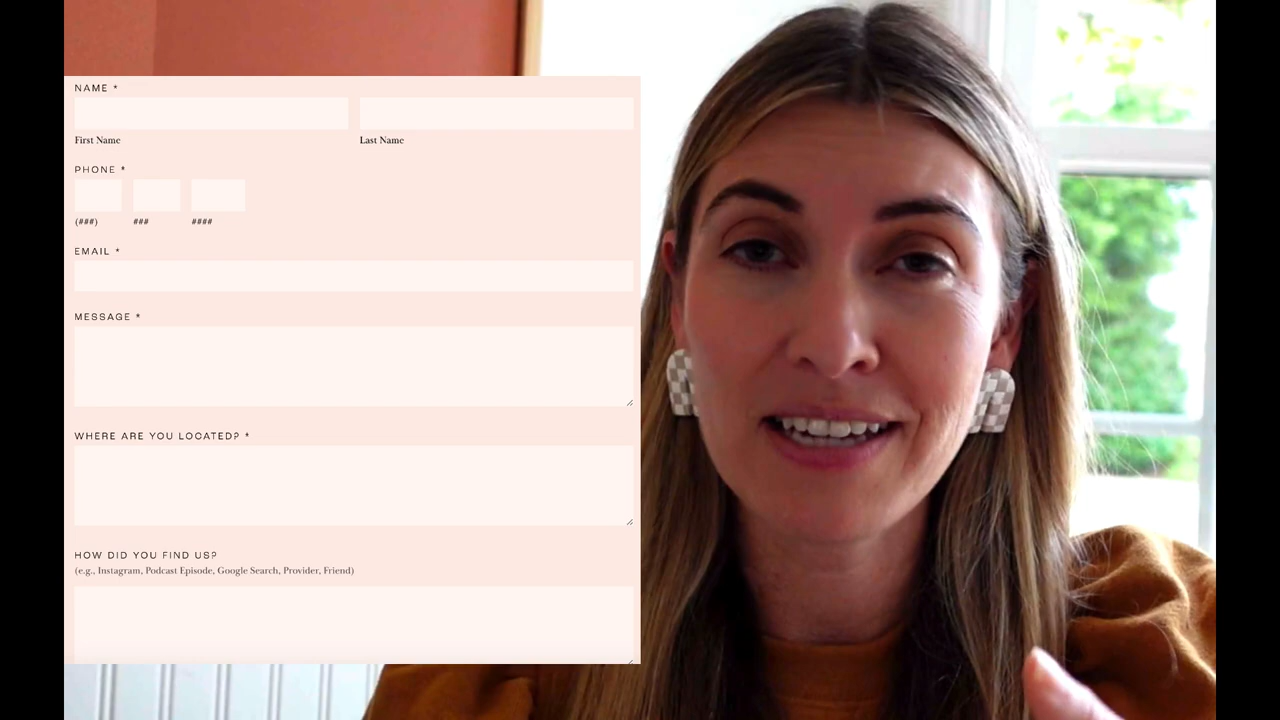 NAME *
First Name Last Name
PHONE *
(###) ### ####
EMAIL *
MESSAGE *
WHERE ARE YOU LOCATED? *
HOW DID YOU FIND US?
(e.g., Instagram, Podcast Episode, Google Search, Provider, Friend)